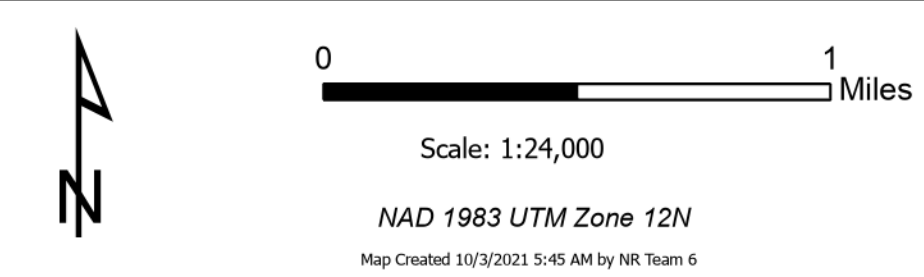 0 1
Miles
Scale: 1:24,000
N
NAD 1983 UTM Zone 12N
Map Created 10/3/2021 5:45 AM by NR Team 6